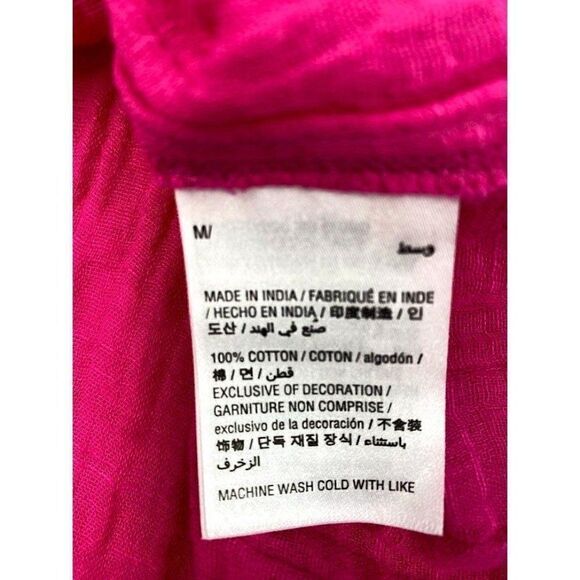 M/
وسط
MADE IN INDIA / FABRIQUÉ EN INDE
/ HECHO EN INDIA / 印度制造 / 인
도산 / صنع في الهند
100% COTTON / COTON / algodón /
棉 / 면 / قطن
EXCLUSIVE OF DECORATION /
GARNITURE NON COMPRISE /
exclusivo de la decoración / 不含装
饰物 / 단독 재질 장식 / باستثناء
الزخرف
MACHINE WASH COLD WITH LIKE